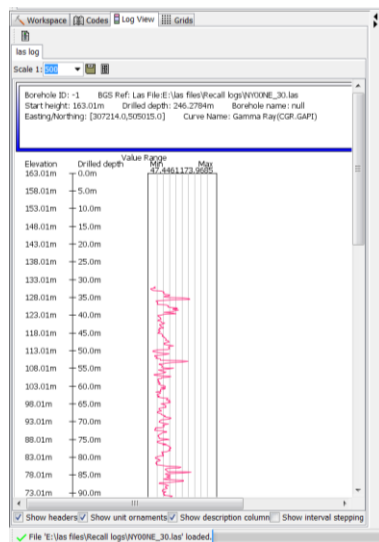 Workspace Codes Log View Grids
las log
Scale 1: 500
Borehole ID: -1 BGS Ref: Las File:E:\las files\Recall logs\NY00NE_30.las
Start height: 163.01m Drilled depth: 246.2784m Borehole name: null
Easting/Northing: [307214.0,505015.0] Curve Name: Gamma Ray(CGR.GAPI)
Value Range
Elevation Drilled depth Min Max
163.01m 0.0m 47.4461173.9685
158.01m 5.0m
153.01m 10.0m
148.01m 15.0m
143.01m 20.0m
138.01m 25.0m
133.01m 30.0m
128.01m 35.0m
123.01m 40.0m
118.01m 45.0m
113.01m 50.0m
108.01m 55.0m
103.01m 60.0m
98.01m 65.0m
93.01m 70.0m
88.01m 75.0m
83.01m 80.0m
78.01m 85.0m
73.01m 90.0m
Show headers Show unit ornaments Show description column Show interval stepping
File 'E:\las files\Recall logs\NY00NE_30.las' loaded.